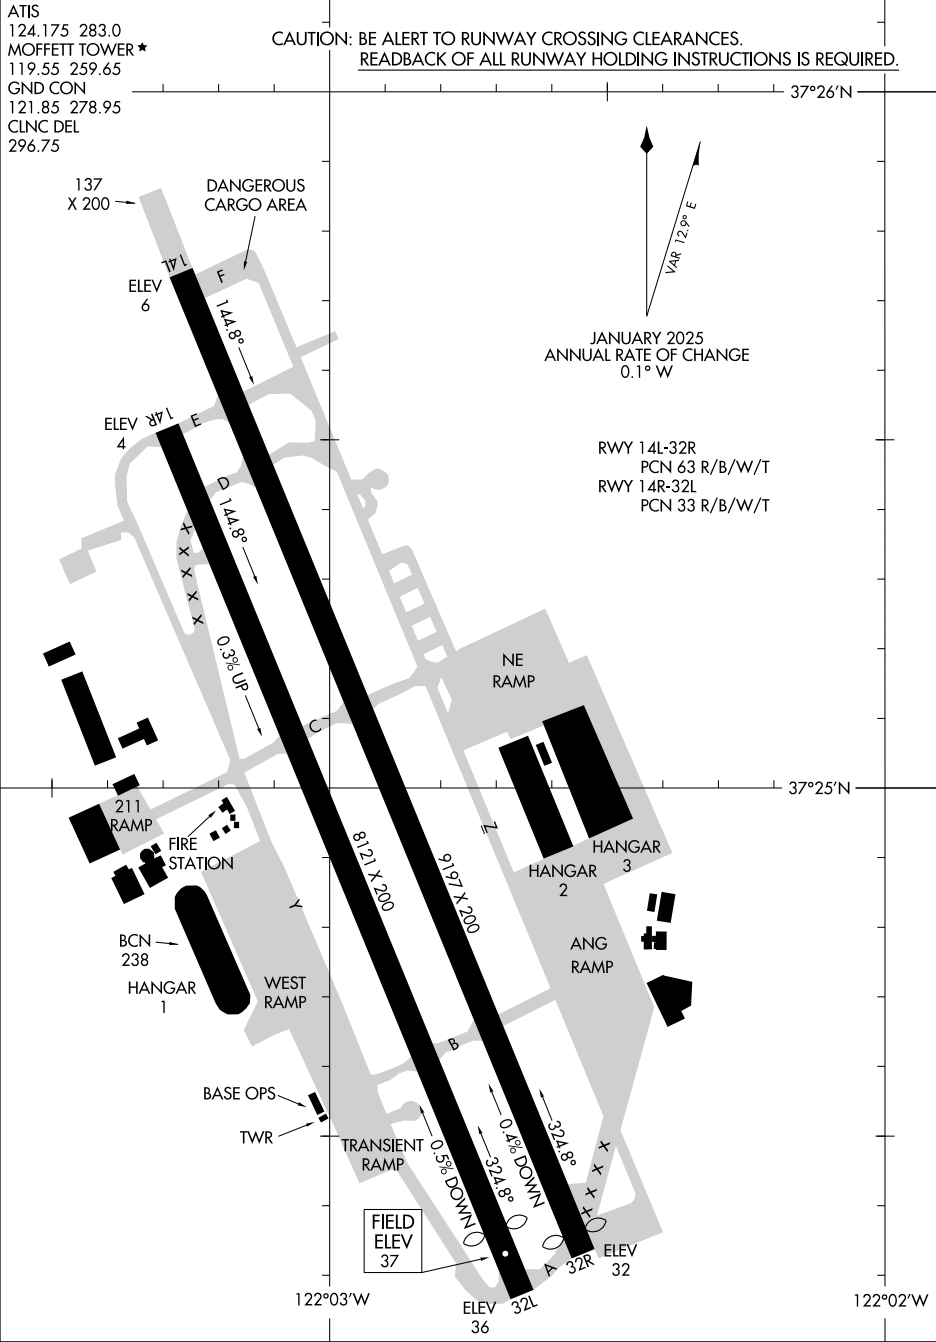 ATIS
124.175 283.0
MOFFETT TOWER★
119.55 259.65
GND CON
121.85 278.95
CLNC DEL
296.75
CAUTION: BE ALERT TO RUNWAY CROSSING CLEARANCES.
READBACK OF ALL RUNWAY HOLDING INSTRUCTIONS IS REQUIRED.
37°26'N
137
X 200
DANGEROUS
CARGO AREA
VAR 12.9° E
JANUARY 2025
ANNUAL RATE OF CHANGE
0.1° W
14L
F
ELEV
6
144.8°
14R
E
ELEV
4
RWY 14L-32R
PCN 63 R/B/W/T
RWY 14R-32L
PCN 33 R/B/W/T
D
144.8°
X
X
X
X
X
0.3% UP
NE
RAMP
C
37°25'N
211
RAMP
FIRE
STATION
8121 X 200
9197 X 200
Z
HANGAR
2
HANGAR
3
Y
BCN
238
HANGAR
1
WEST
RAMP
ANG
RAMP
B
BASE OPS
TWR
TRANSIENT
RAMP
0.5% DOWN
324.8°
0.4% DOWN
324.8°
X
X
X
X
FIELD
ELEV
37
A
32R
ELEV
32
32L
ELEV
36
122°03'W
122°02'W